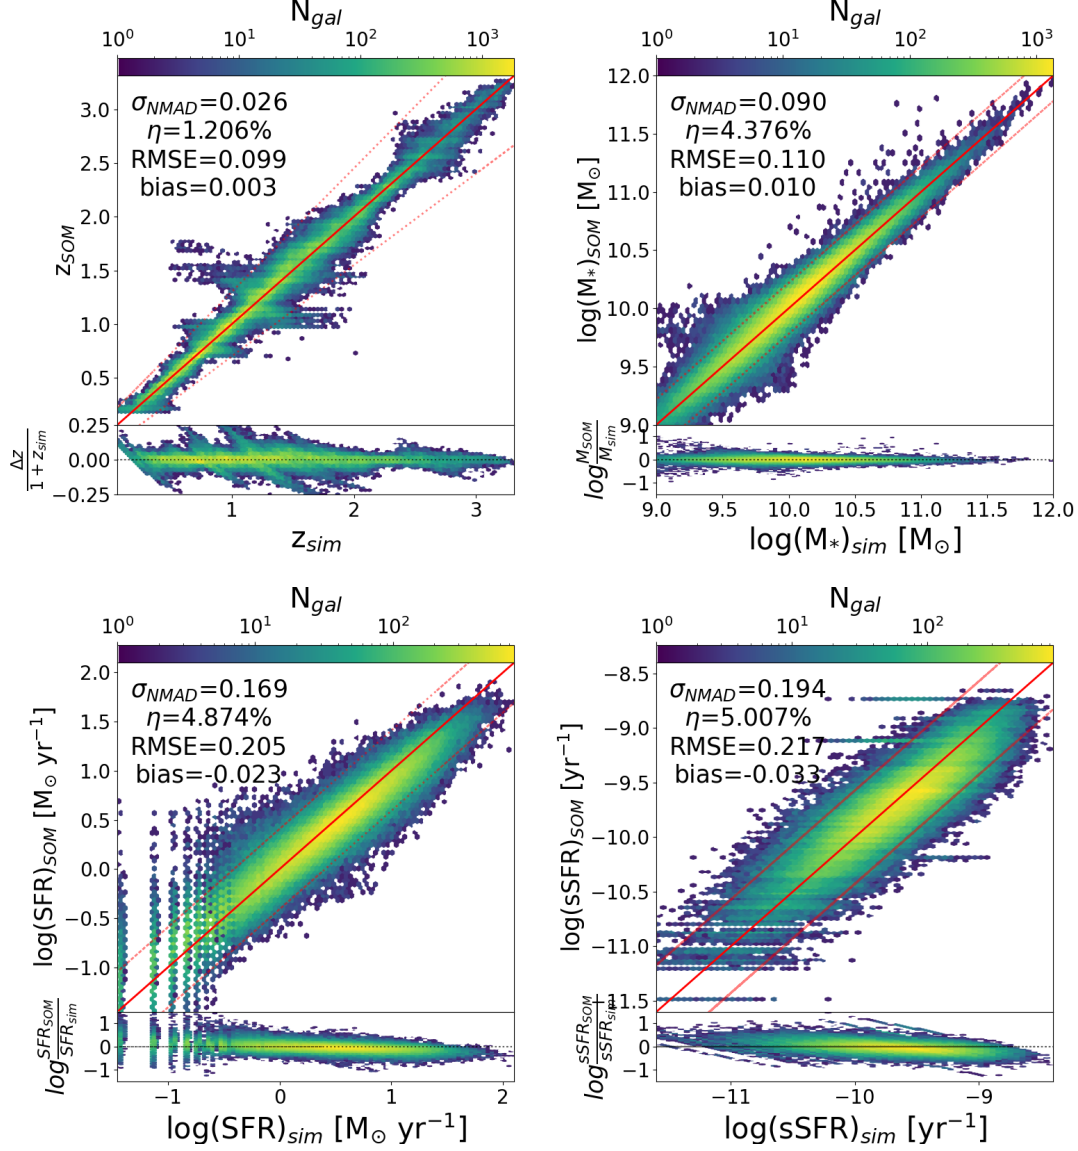 N_gal
10^0 10^1 10^2 10^3
σ_NMAD=0.026
η=1.206%
RMSE=0.099
bias=0.003
z_SOM
3.0
2.5
2.0
1.5
1.0
0.5
0.25
0.00
−0.25
Δz / 1 + z_sim
1 2 3
z_sim
N_gal
10^0 10^1 10^2 10^3
σ_NMAD=0.090
η=4.376%
RMSE=0.110
bias=0.010
log(M_*)_SOM [M_⊙]
12.0
11.5
11.0
10.5
10.0
9.5
9.0
1
0
−1
log M_SOM / M_sim
9.0 9.5 10.0 10.5 11.0 11.5 12.0
log(M_*)_sim [M_⊙]
N_gal
10^0 10^1 10^2
σ_NMAD=0.169
η=4.874%
RMSE=0.205
bias=-0.023
log(SFR)_SOM [M_⊙ yr^−1]
2.0
1.5
1.0
0.5
0.0
−0.5
−1.0
1
0
−1
log SFR_SOM / SFR_sim
−1 0 1 2
log(SFR)_sim [M_⊙ yr^−1]
N_gal
10^0 10^1 10^2
σ_NMAD=0.194
η=5.007%
RMSE=0.217
bias=-0.033
log(sSFR)_SOM [yr^−1]
−8.5
−9.0
−9.5
−10.0
−10.5
−11.0
−11.5
1
0
−1
log sSFR_SOM / sSFR_sim
−11 −10 −9
log(sSFR)_sim [yr^−1]